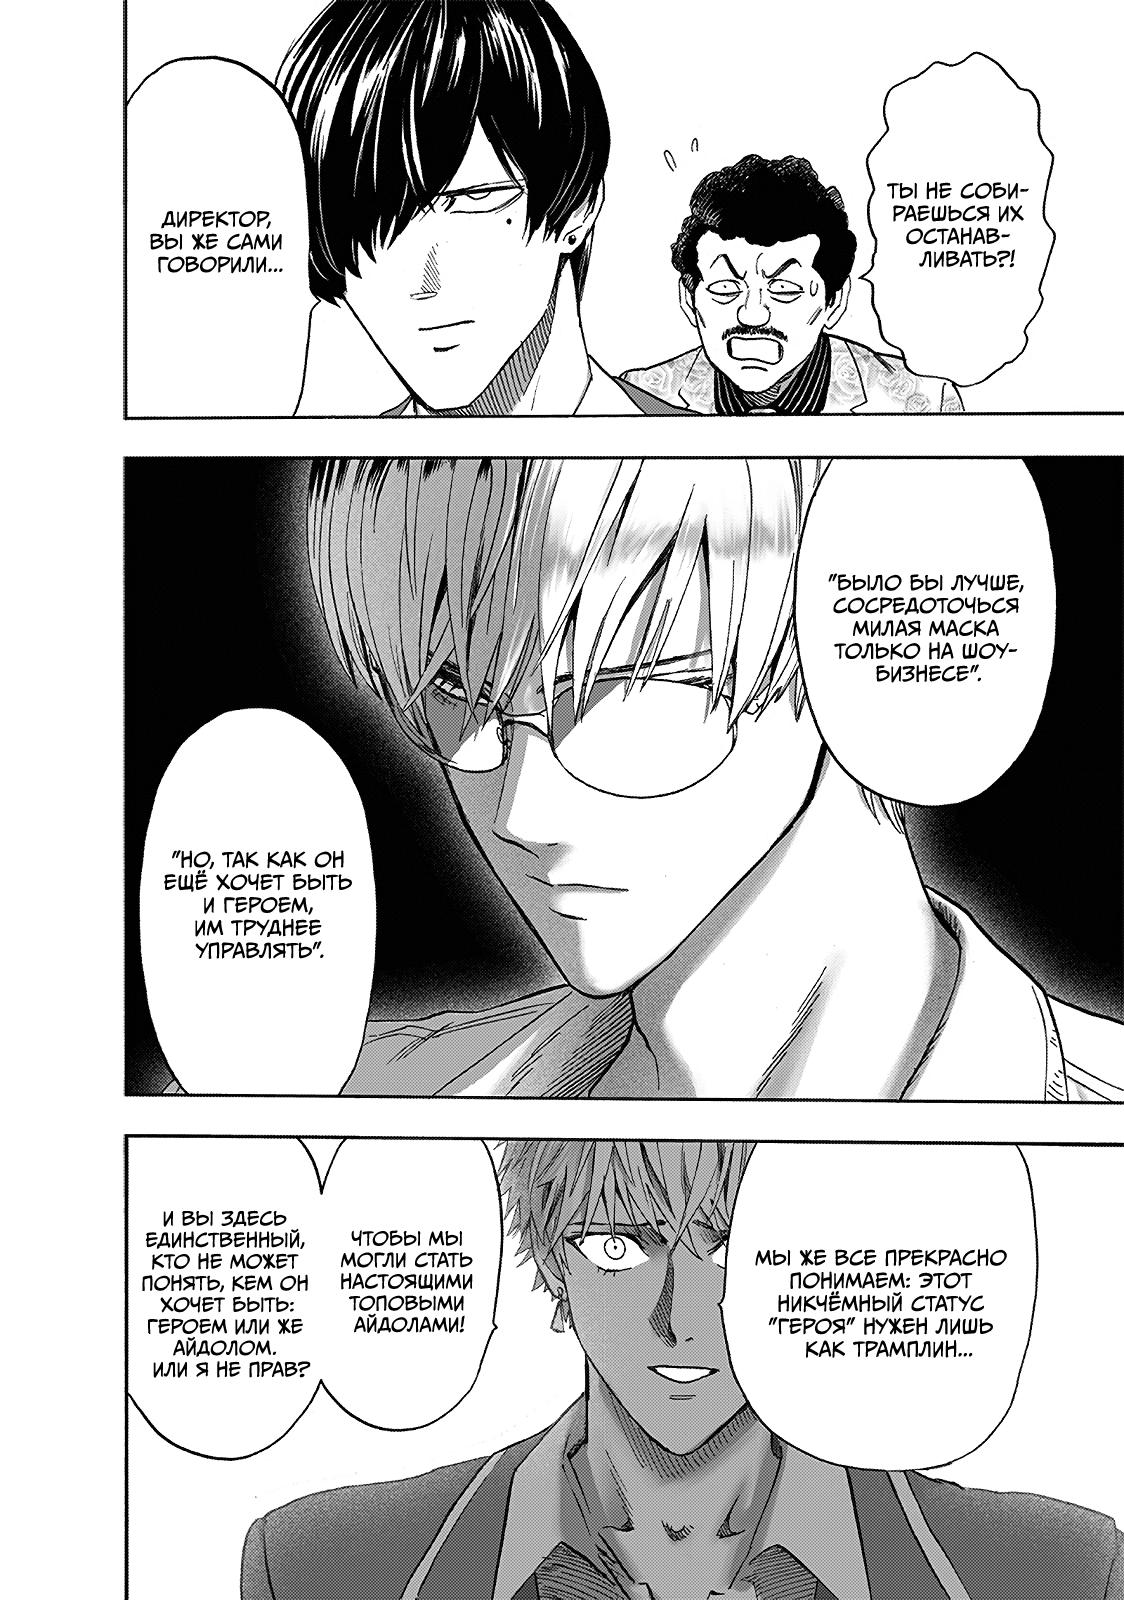 ТЫ НЕ СОБИ-
РАЕШЬСЯ ИХ
ОСТАНАВ-
ЛИВАТЬ?!
ДИРЕКТОР,
ВЫ ЖЕ САМИ
ГОВОРИЛИ...
"БЫЛО БЫ ЛУЧШЕ,
СОСРЕДОТОЧЬСЯ
МИЛАЯ МАСКА
ТОЛЬКО НА ШОУ-
БИЗНЕСЕ".
"НО, ТАК КАК ОН
ЕЩЁ ХОЧЕТ БЫТЬ
И ГЕРОЕМ,
ИМ ТРУДНЕЕ
УПРАВЛЯТЬ".
МЫ ЖЕ ВСЕ ПРЕКРАСНО
ПОНИМАЕМ: ЭТОТ
НИКЧЁМНЫЙ СТАТУС
"ГЕРОЯ" НУЖЕН ЛИШЬ
КАК ТРАМПЛИН...
ЧТОБЫ МЫ
МОГЛИ СТАТЬ
НАСТОЯЩИМИ
ТОПОВЫМИ
АЙДОЛАМИ!
И ВЫ ЗДЕСЬ
ЕДИНСТВЕННЫЙ,
КТО НЕ МОЖЕТ
ПОНЯТЬ, КЕМ ОН
ХОЧЕТ БЫТЬ:
ГЕРОЕМ ИЛИ ЖЕ
АЙДОЛОМ.
ИЛИ Я НЕ ПРАВ?